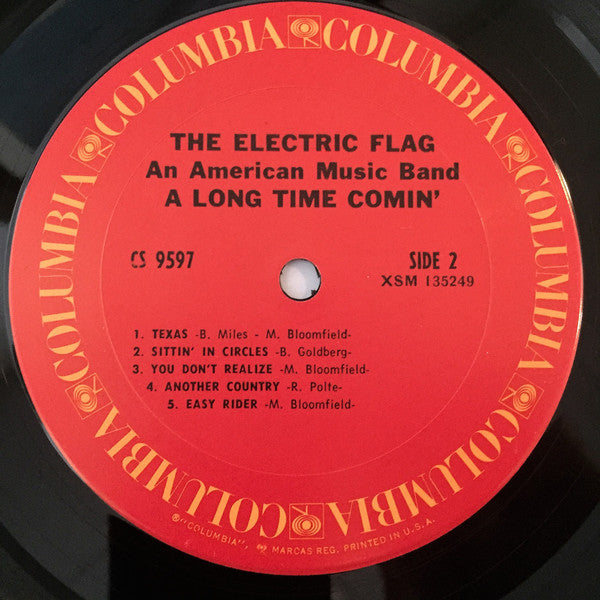 COLUMBIA COLUMBIA COLUMBIA COLUMBIA COLUMBIA COLUMBIA
THE ELECTRIC FLAG
An American Music Band
A LONG TIME COMIN'
CS 9597
SIDE 2
XSM 135249
1. TEXAS -B. Miles - M. Bloomfield-
2. SITTIN' IN CIRCLES -B. Goldberg-
3. YOU DON'T REALIZE -M. Bloomfield-
4. ANOTHER COUNTRY -R. Polte-
5. EASY RIDER -M. Bloomfield-
®"COLUMBIA", MARCAS REG. PRINTED IN U.S.A.